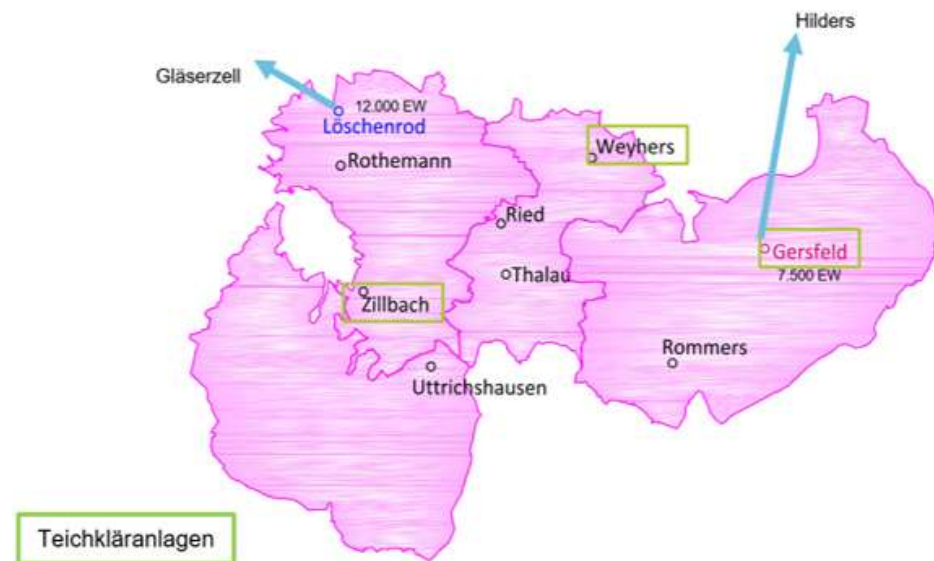 Hilders
Gläserzell
12.000 EW
Löschenrod
Weyhers
Rothemann
Ried
Gersfeld
Thalau
7.500 EW
Zillbach
Rommers
Uttrichshausen
Teichkläranlagen